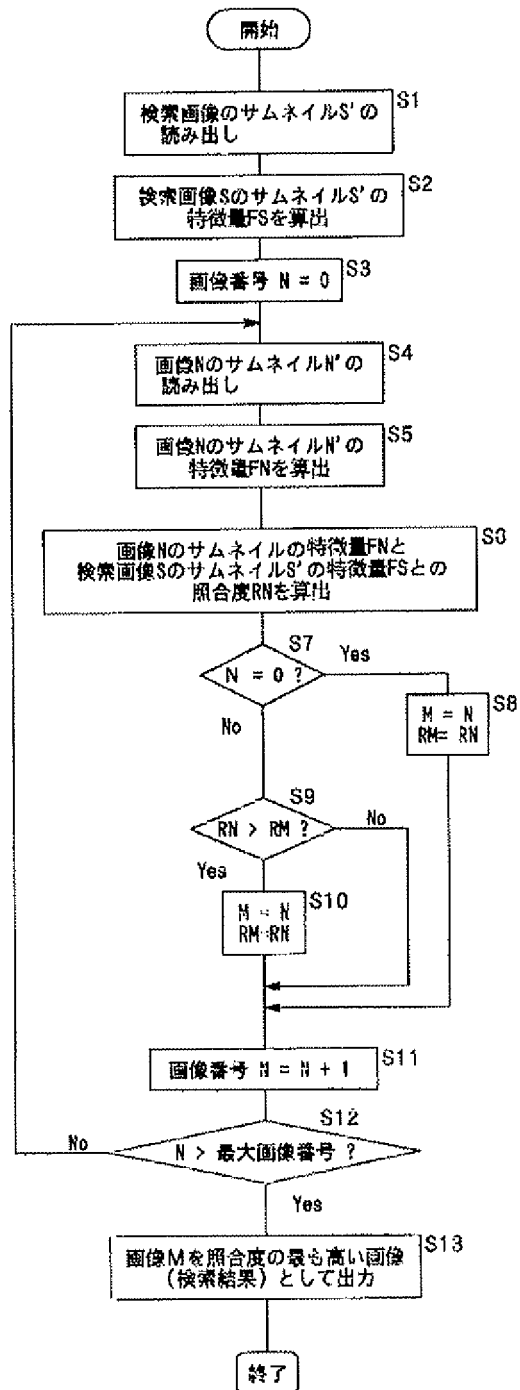 開始
検索画像のサムネイルS'の
読み出し
S1
検索画像SのサムネイルS'の
特徴量FSを算出
S2
画像番号 N = 0
S3
画像NのサムネイルN'の
読み出し
S4
画像NのサムネイルN'の
特徴量FNを算出
S5
画像Nのサムネイルの特徴量FNと
検索画像SのサムネイルS'の特徴量FSとの
照合度RNを算出
S6
N = 0 ?
S7
Yes
No
M = N
RM= RN
S8
RN > RM ?
S9
No
Yes
M = N
RM=RN
S10
画像番号 N = N + 1
S11
N > 最大画像番号 ?
S12
No
Yes
画像Mを照合度の最も高い画像
(検索結果)として出力
S13
終了